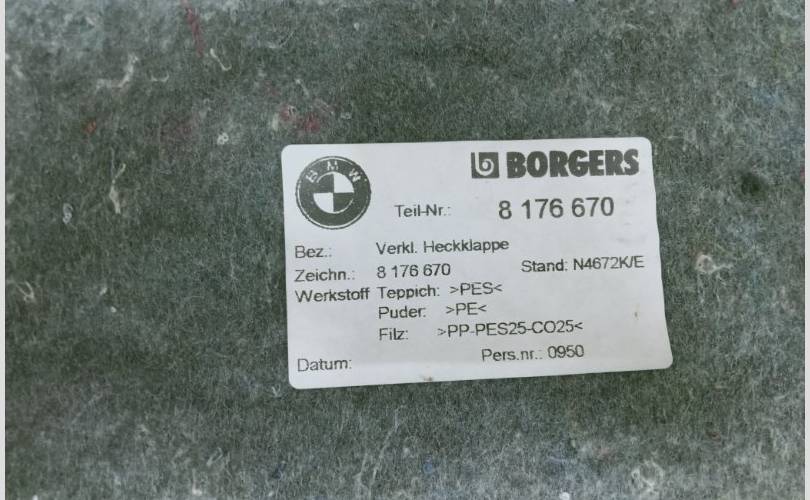 BMW
BORGERS
Teil-Nr.: 8 176 670
Bez.: Verkl. Heckklappe
Zeichn.: 8 176 670 Stand: N4672K/E
Werkstoff Teppich: >PES<
Puder: >PE<
Filz: >PP-PES25-CO25<
Datum: Pers.nr.: 0950